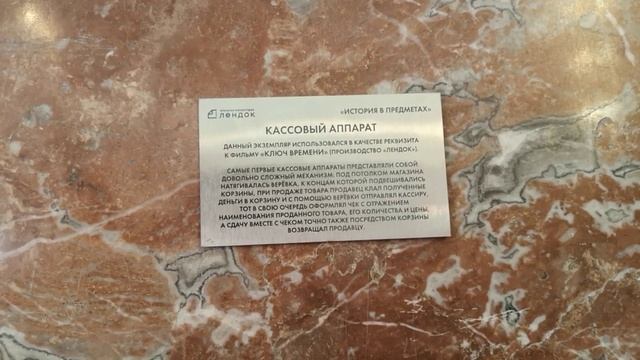 ЛЕНДОК
«ИСТОРИЯ В ПРЕДМЕТАХ»
КАССОВЫЙ АППАРАТ
ДАННЫЙ ЭКЗЕМПЛЯР ИСПОЛЬЗОВАЛСЯ В КАЧЕСТВЕ РЕКВИЗИТА
К ФИЛЬМУ «КЛЮЧ ВРЕМЕНИ» (ПРОИЗВОДСТВО «ЛЕНДОК»).
САМЫЕ ПЕРВЫЕ КАССОВЫЕ АППАРАТЫ ПРЕДСТАВЛЯЛИ СОБОЙ
ДОВОЛЬНО СЛОЖНЫЙ МЕХАНИЗМ: ПОД ПОТОЛКОМ МАГАЗИНА
НАТЯГИВАЛАСЬ ВЕРЁВКА, К КОНЦАМ КОТОРОЙ ПОДВЕШИВАЛИСЬ
КОРЗИНЫ, ПРИ ПРОДАЖЕ ТОВАРА ПРОДАВЕЦ КЛАЛ ПОЛУЧЕННЫЕ
ДЕНЬГИ В КОРЗИНУ И С ПОМОЩЬЮ ВЕРЁВКИ ОТПРАВЛЯЛ КАССИРУ,
ТОТ В СВОЮ ОЧЕРЕДЬ ОФОРМЛЯЛ ЧЕК С ОТРАЖЕНИЕМ
НАИМЕНОВАНИЯ ПРОДАННОГО ТОВАРА, ЕГО КОЛИЧЕСТВА И ЦЕНЫ,
А СДАЧУ ВМЕСТЕ С ЧЕКОМ ТОЧНО ТАКЖЕ ПОСРЕДСТВОМ КОРЗИНЫ
ВОЗВРАЩАЛ ПРОДАВЦУ.